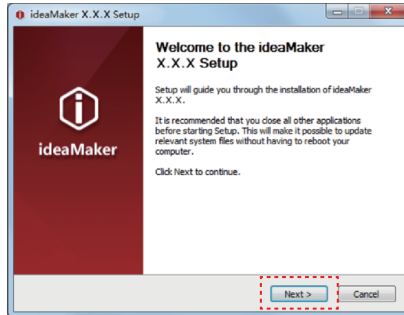 ideaMaker X.X.X Setup
Welcome to the ideaMaker
X.X.X Setup
Setup will guide you through the installation of ideaMaker
X.X.X.
It is recommended that you close all other applications
before starting Setup. This will make it possible to update
relevant system files without having to reboot your
computer.
Click Next to continue.
ideaMaker
Next >
Cancel